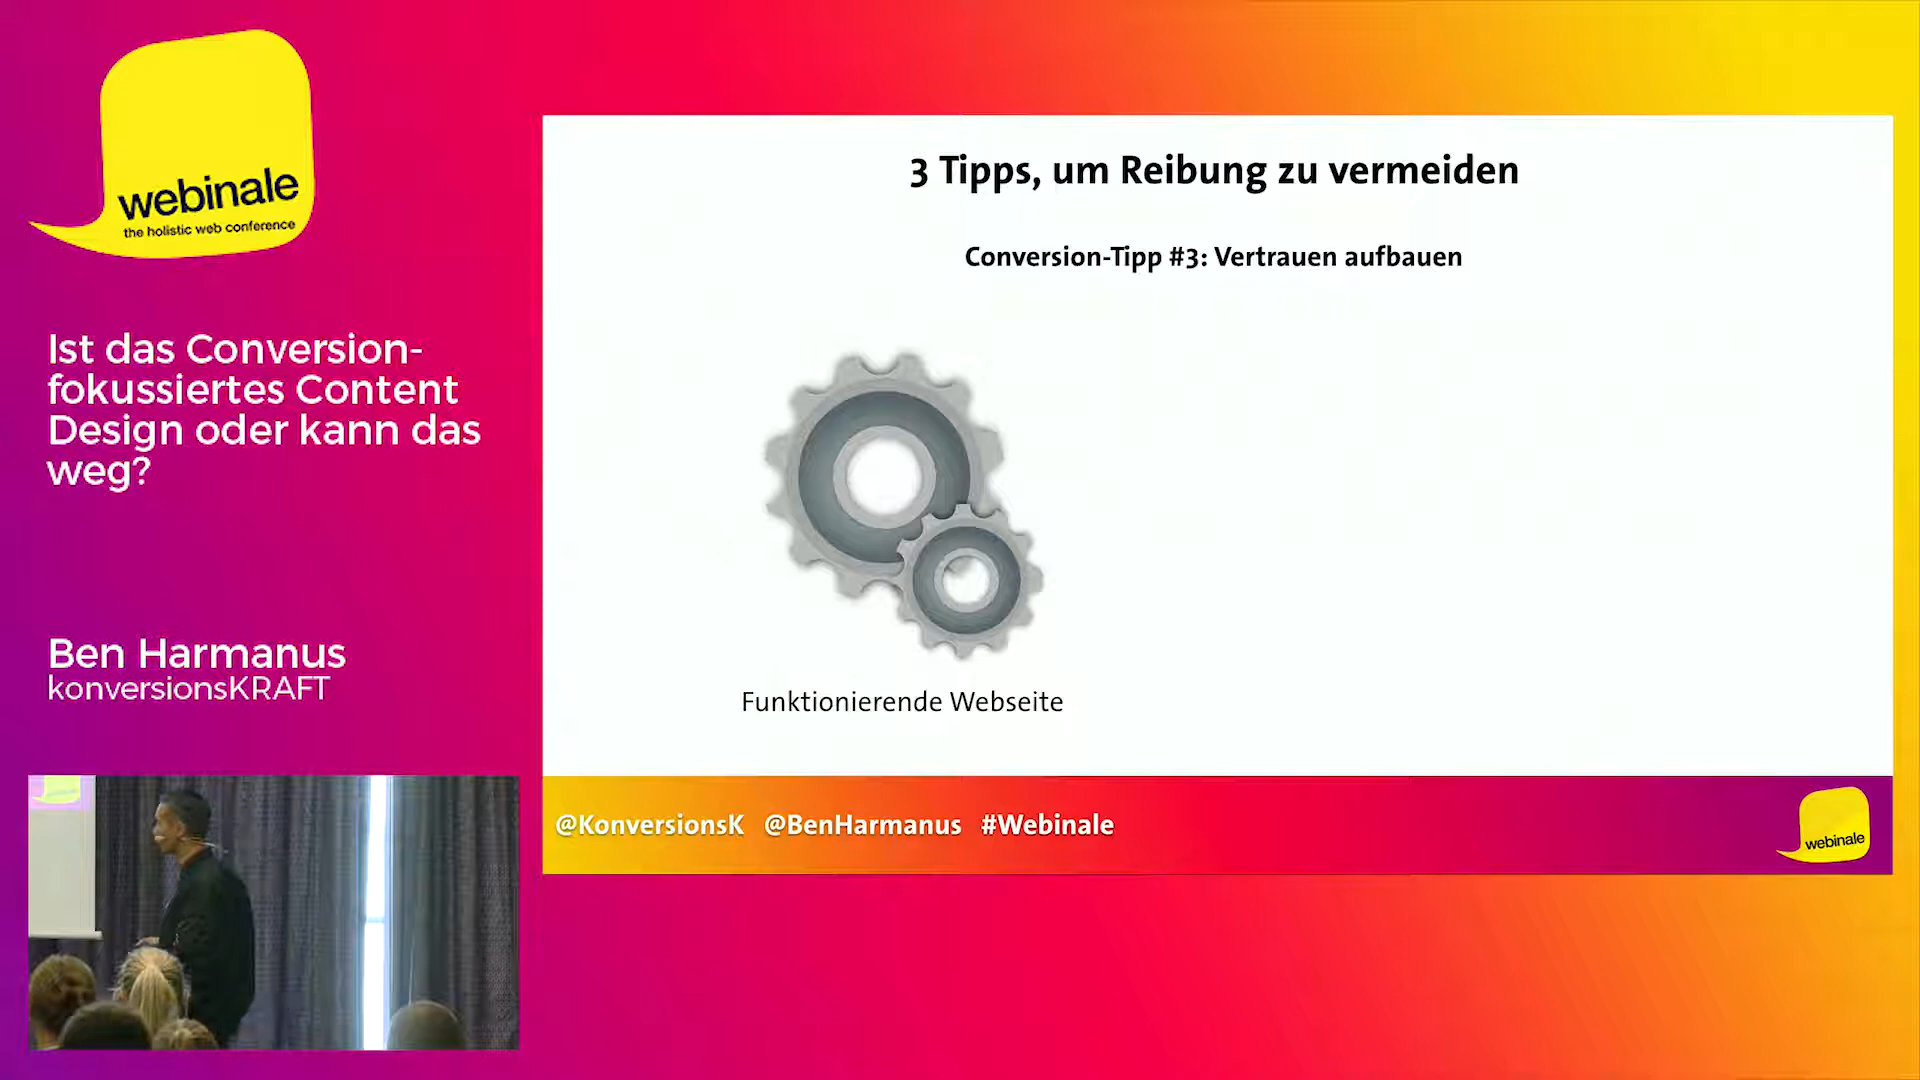 webinale
the holistic web conference
Ist das Conversion-
fokussiertes Content
Design oder kann das
weg?
Ben Harmanus
konversionsKRAFT
3 Tipps, um Reibung zu vermeiden
Conversion-Tipp #3: Vertrauen aufbauen
Funktionierende Webseite
@KonversionsK @BenHarmanus #Webinale
webinale